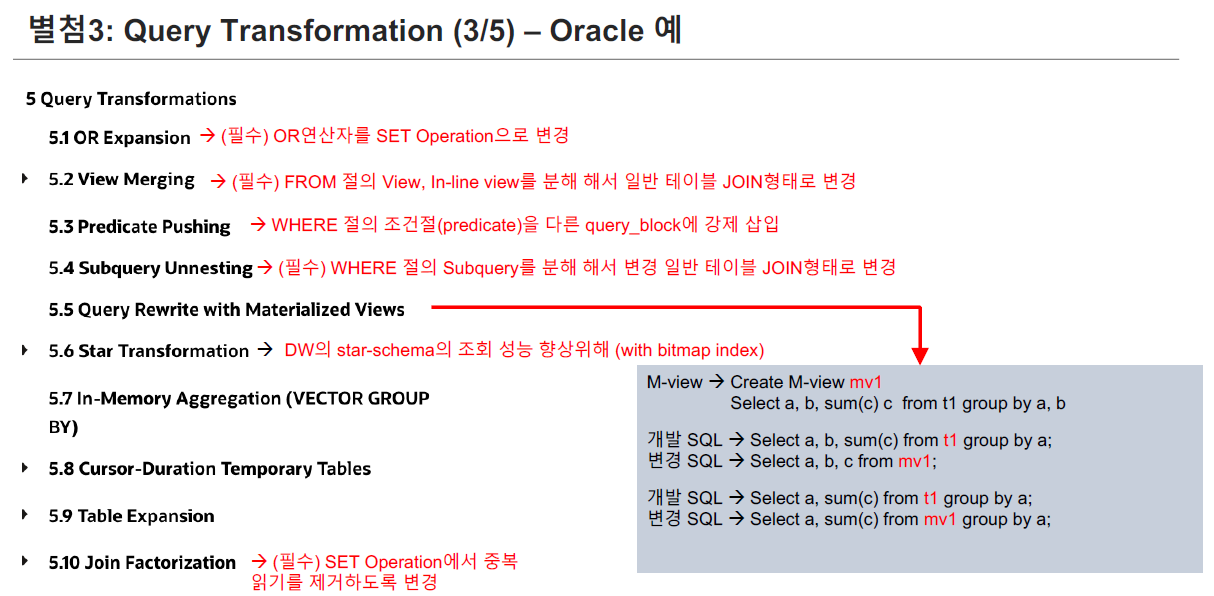 별첨3: Query Transformation (3/5) – Oracle 예
5 Query Transformations
5.1 OR Expansion → (필수) OR연산자를 SET Operation으로 변경
5.2 View Merging → (필수) FROM 절의 View, In-line view를 분해 해서 일반 테이블 JOIN형태로 변경
5.3 Predicate Pushing → WHERE 절의 조건절(predicate)을 다른 query_block에 강제 삽입
5.4 Subquery Unnesting → (필수) WHERE 절의 Subquery를 분해 해서 변경 일반 테이블 JOIN형태로 변경
5.5 Query Rewrite with Materialized Views
5.6 Star Transformation → DW의 star-schema의 조회 성능 향상위해 (with bitmap index)
5.7 In-Memory Aggregation (VECTOR GROUP
BY)
5.8 Cursor-Duration Temporary Tables
5.9 Table Expansion
5.10 Join Factorization → (필수) SET Operation에서 중복
읽기를 제거하도록 변경
M-view → Create M-view mv1
Select a, b, sum(c) c from t1 group by a, b
개발 SQL → Select a, b, sum(c) from t1 group by a;
변경 SQL → Select a, b, c from mv1;
개발 SQL → Select a, sum(c) from t1 group by a;
변경 SQL → Select a, sum(c) from mv1 group by a;